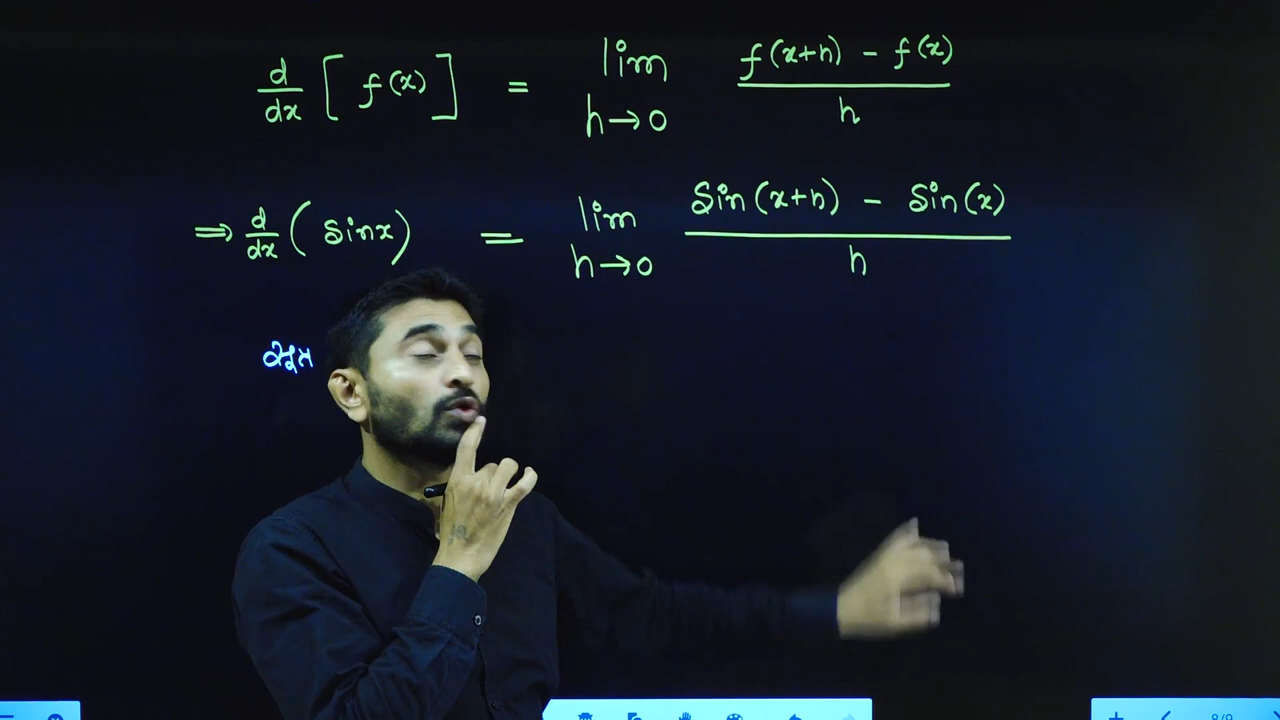 d/dx [ f(x) ] = lim h→0 f(x+h) - f(x) / h
⇒ d/dx ( sinx ) = lim h→0 Sin(x+h) - Sin(x) / h